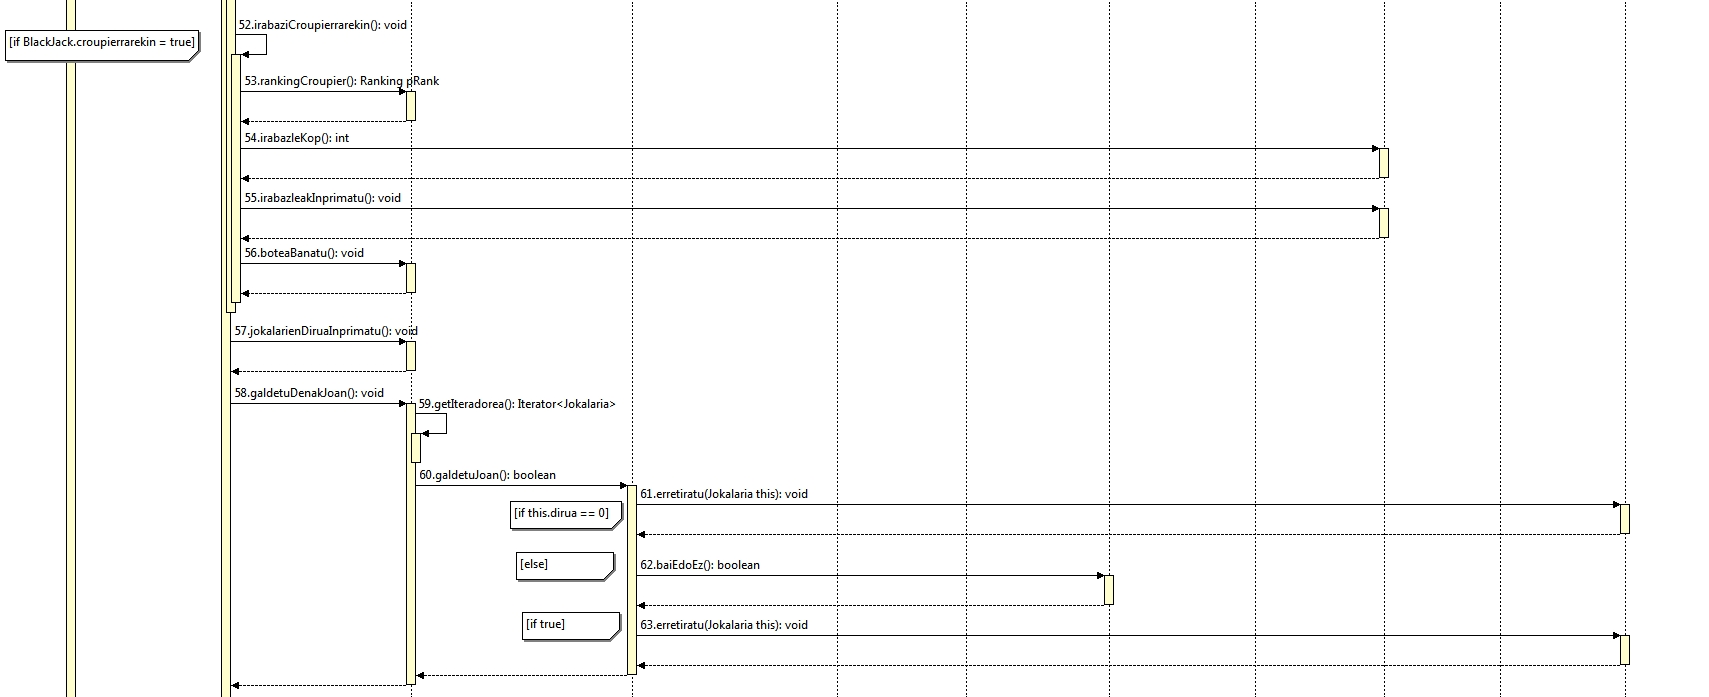 52.irabaziCroupierrarekin(): void
[if BlackJack.croupierrarekin = true]
53.rankingCroupier(): Ranking pRank
54.irabazleKop(): int
55.irabazleakInprimatu(): void
56.boteaBanatu(): void
57.jokalarienDiruaInprimatu(): void
58.galdetuDenakJoan(): void
59.getIteradorea(): Iterator<Jokalaria>
60.galdetuJoan(): boolean
61.erretiratu(Jokalaria this): void
[if this.dirua == 0]
[else]
62.baiEdoEz(): boolean
[if true]
63.erretiratu(Jokalaria this): void